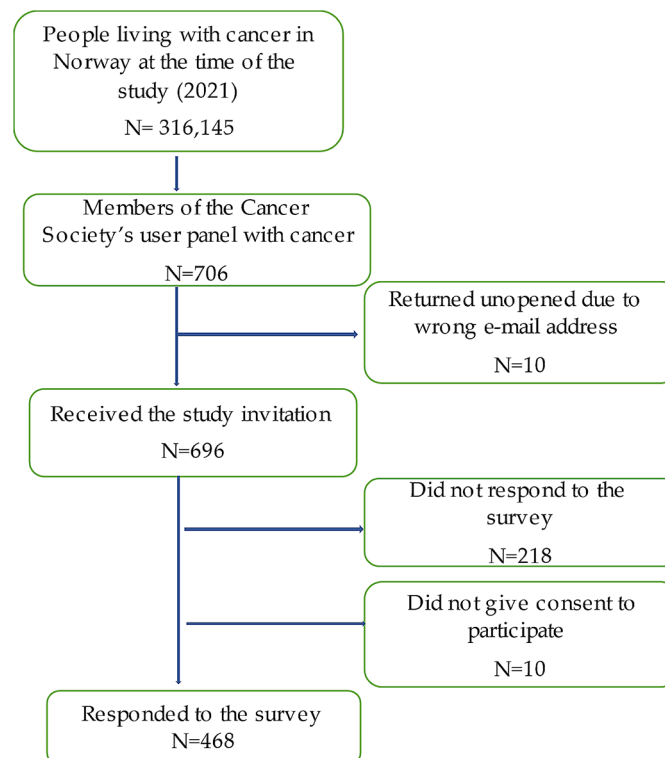 People living with cancer in
Norway at the time of the
study (2021)
N= 316,145
Members of the Cancer
Society's user panel with cancer
N=706
Returned unopened due to
wrong e-mail address
N=10
Received the study invitation
N=696
Did not respond to the
survey
N=218
Did not give consent to
participate
N=10
Responded to the survey
N=468